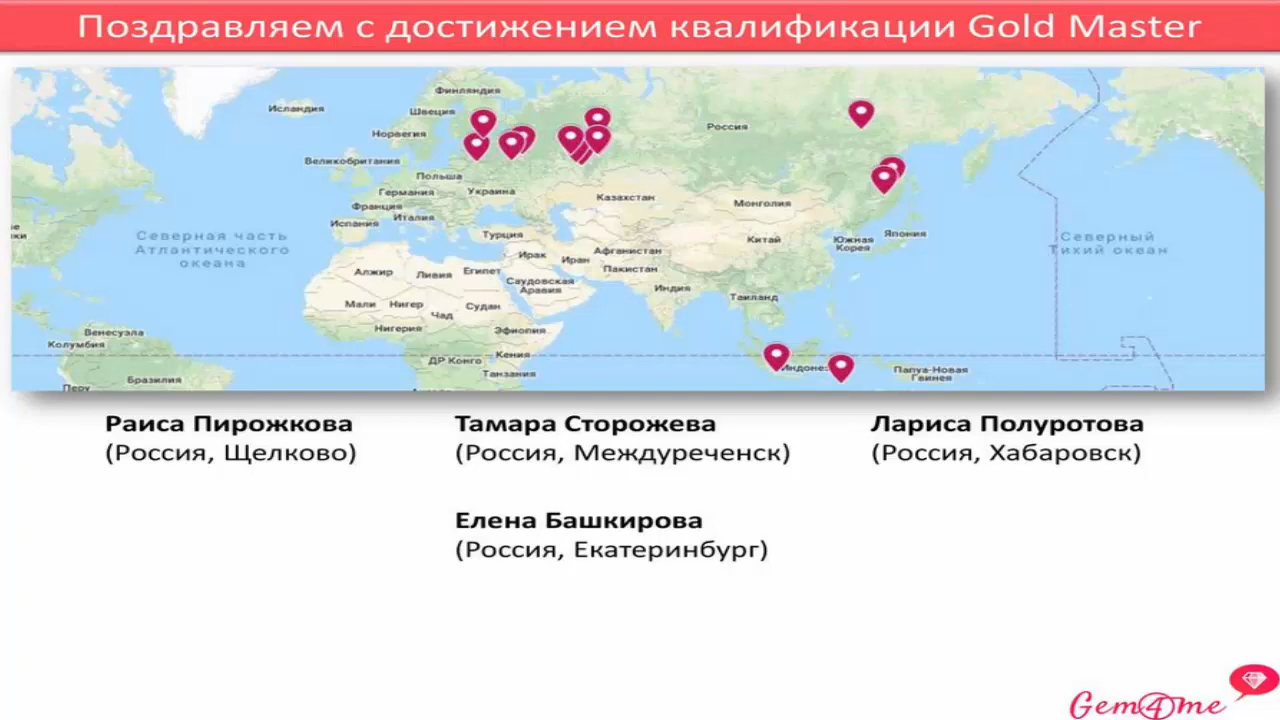 Поздравляем с достижением квалификации Gold Master
Финляндия
Исландия
Швеция
Норвегия
Россия
Великобритания
Польша
Германия
Украина
Казахстан
Монголия
Франция
Испания
Италия
Турция
Китай
Южная
Корея
Япония
Северная часть
Атлантического
океана
Северный
Тихий океан
Ирак
Иран
Афганистан
Пакистан
Алжир
Ливия
Египет
Саудовская
Аравия
Индия
Таиланд
Мали
Нигер
Чад
Судан
Нигерия
Эфиопия
Венесуэла
Колумбия
ДР Конго
Кения
Танзания
Индоне
Папуа-Новая
Гвинея
Перу
Бразилия
Раиса Пирожкова
(Россия, Щелково)
Тамара Сторожева
(Россия, Междуреченск)
Лариса Полуротова
(Россия, Хабаровск)
Елена Башкирова
(Россия, Екатеринбург)
Gem4me